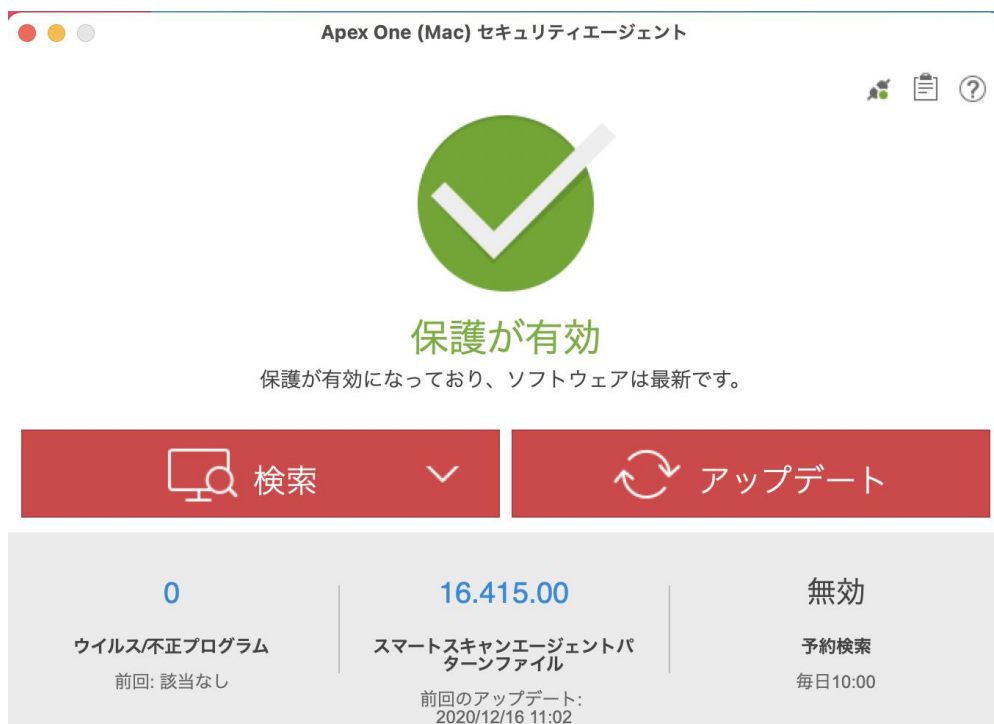 Apex One (Mac) セキュリティエージェント
保護が有効
保護が有効になっており、ソフトウェアは最新です。
検索
アップデート
0
ウイルス/不正プログラム
前回: 該当なし
16.415.00
スマートスキャンエージェントパ
ターンファイル
前回のアップデート:
2020/12/16 11:02
無効
予約検索
毎日10:00